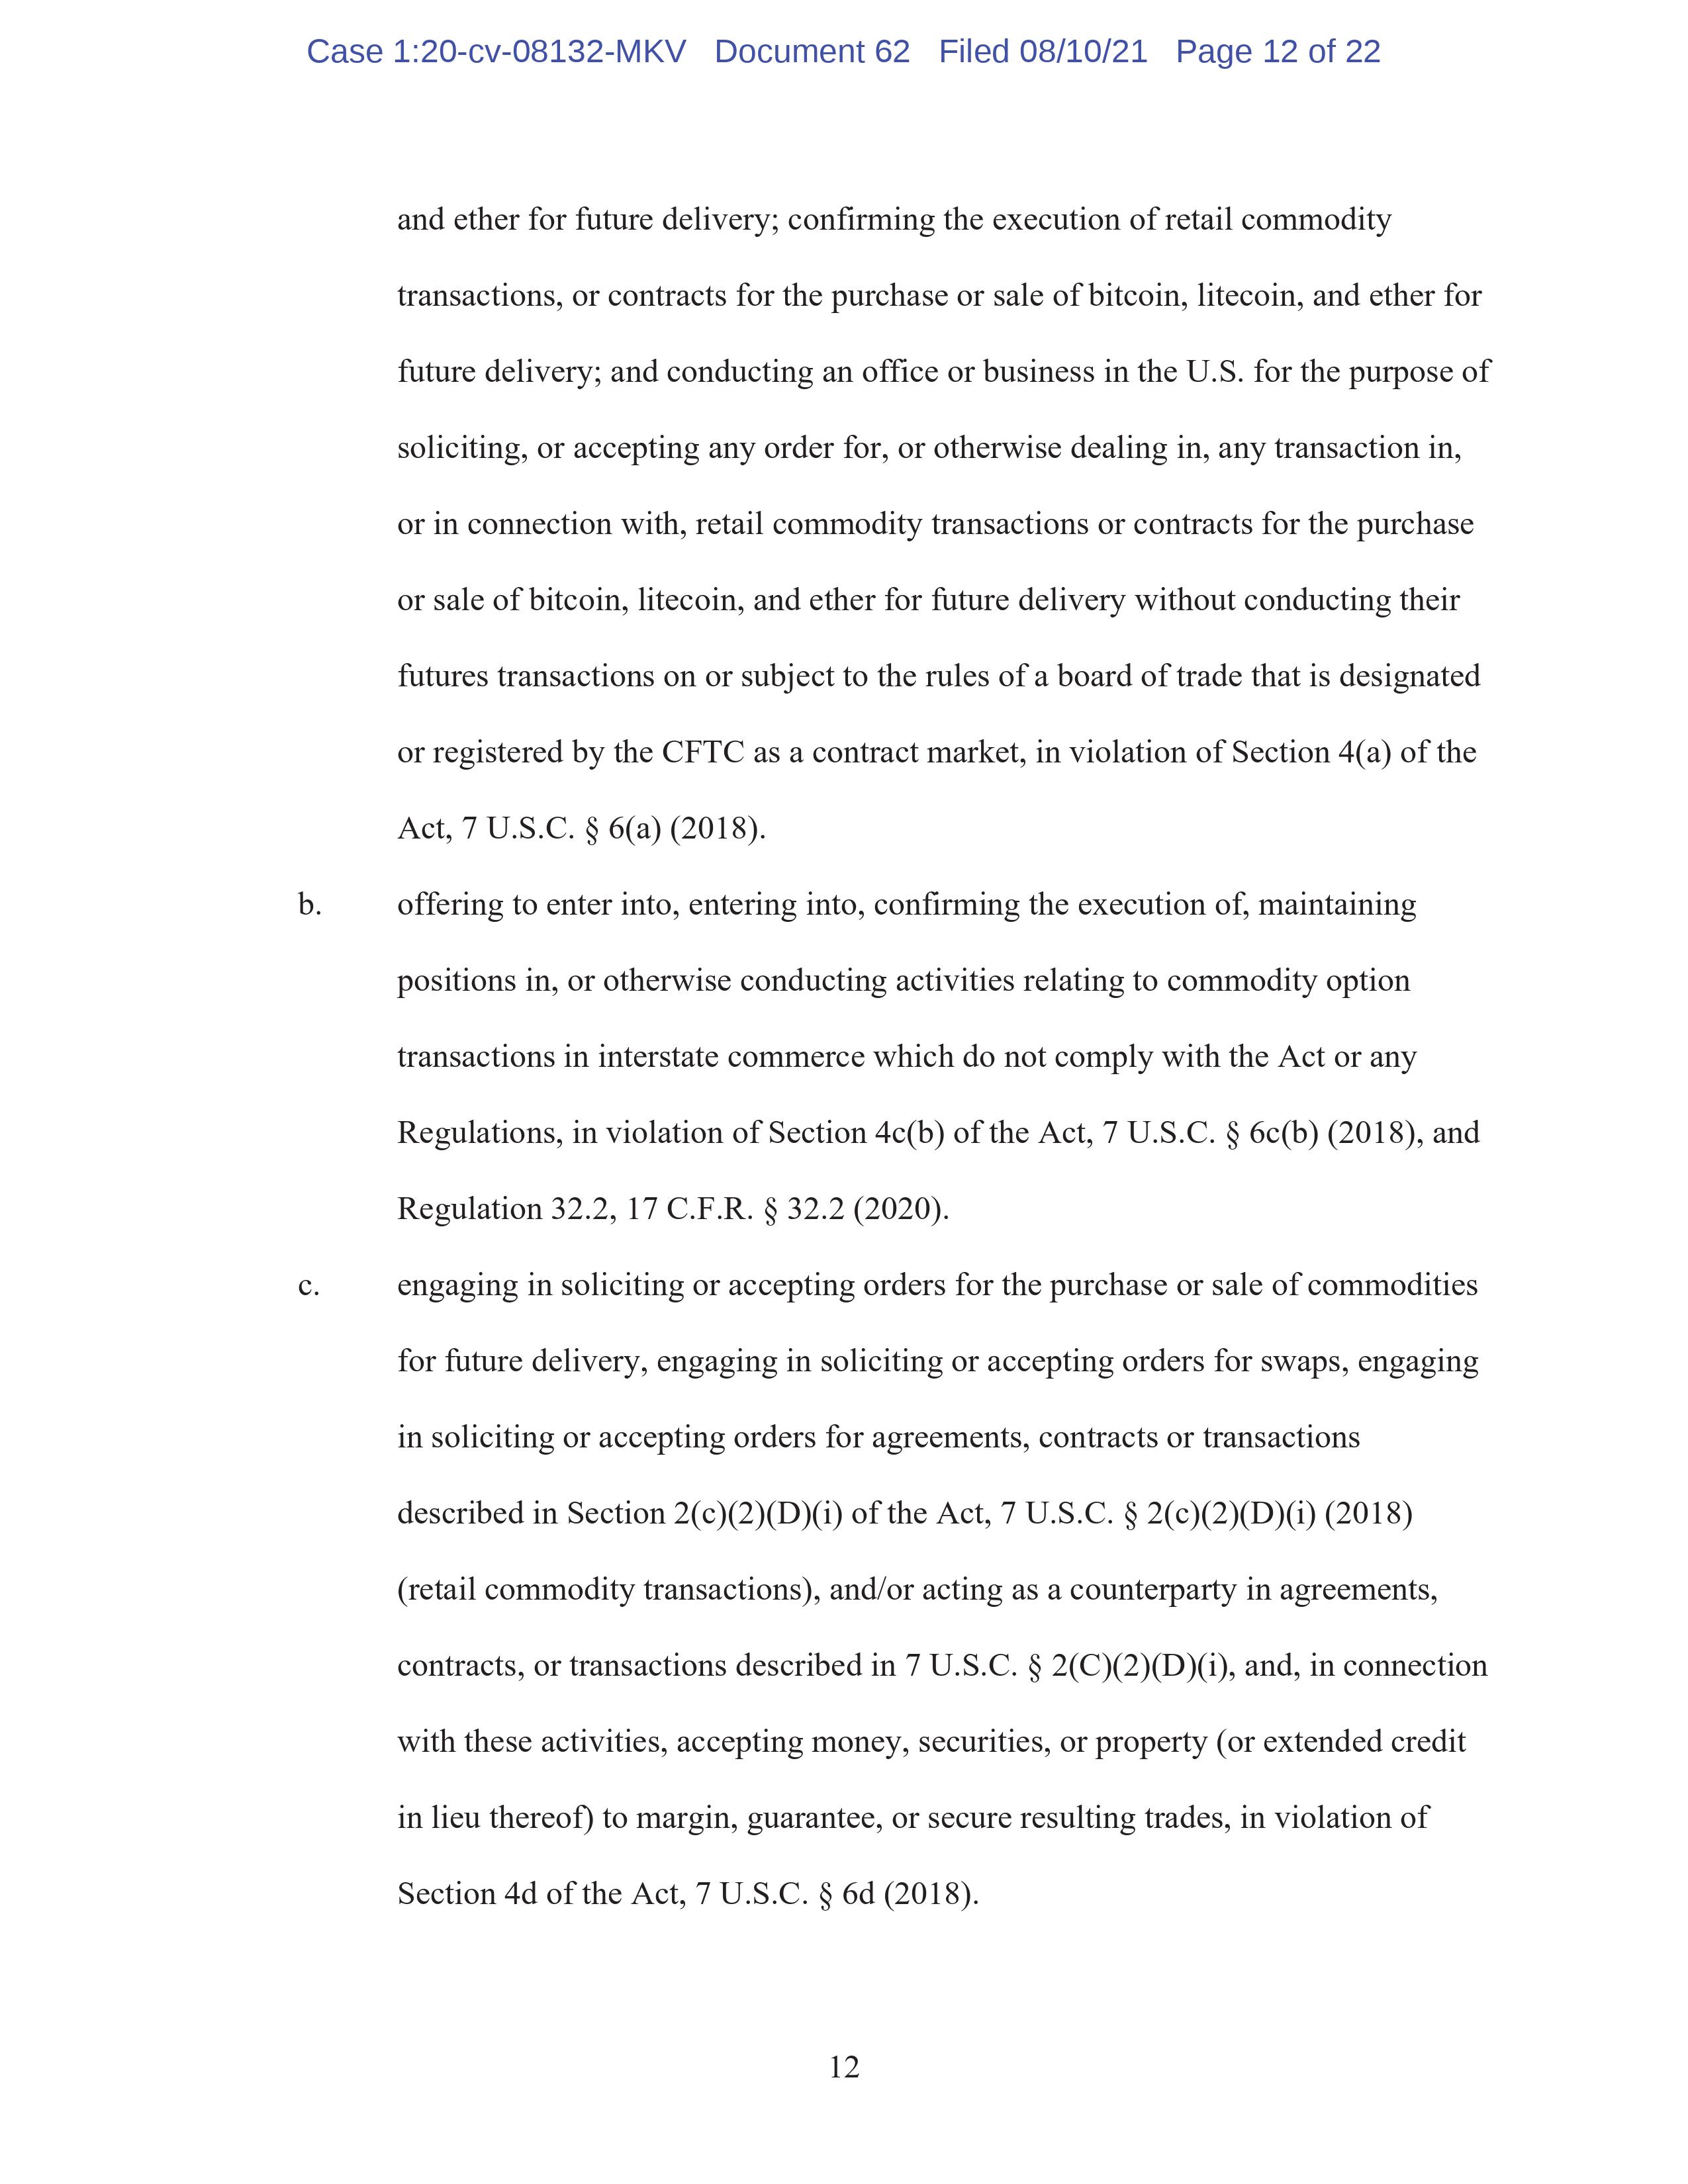 Case 1:20-cv-08132-MKV Document 62 Filed 08/10/21 Page 12 of 22
and ether for future delivery; confirming the execution of retail commodity
transactions, or contracts for the purchase or sale of bitcoin, litecoin, and ether for
future delivery; and conducting an office or business in the U.S. for the purpose of
soliciting, or accepting any order for, or otherwise dealing in, any transaction in,
or in connection with, retail commodity transactions or contracts for the purchase
or sale of bitcoin, litecoin, and ether for future delivery without conducting their
futures transactions on or subject to the rules of a board of trade that is designated
or registered by the CFTC as a contract market, in violation of Section 4(a) of the
Act, 7 U.S.C. § 6(a) (2018).
b. offering to enter into, entering into, confirming the execution of, maintaining
positions in, or otherwise conducting activities relating to commodity option
transactions in interstate commerce which do not comply with the Act or any
Regulations, in violation of Section 4c(b) of the Act, 7 U.S.C. § 6c(b) (2018), and
Regulation 32.2, 17 C.F.R. § 32.2 (2020).
c. engaging in soliciting or accepting orders for the purchase or sale of commodities
for future delivery, engaging in soliciting or accepting orders for swaps, engaging
in soliciting or accepting orders for agreements, contracts or transactions
described in Section 2(c)(2)(D)(i) of the Act, 7 U.S.C. § 2(c)(2)(D)(i) (2018)
(retail commodity transactions), and/or acting as a counterparty in agreements,
contracts, or transactions described in 7 U.S.C. § 2(C)(2)(D)(i), and, in connection
with these activities, accepting money, securities, or property (or extended credit
in lieu thereof) to margin, guarantee, or secure resulting trades, in violation of
Section 4d of the Act, 7 U.S.C. § 6d (2018).
12